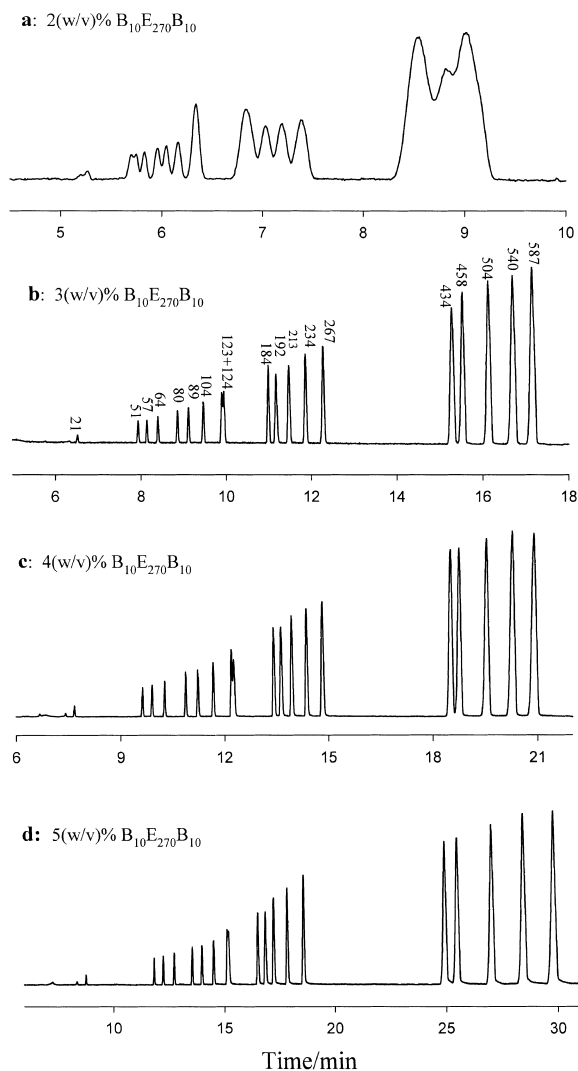 a: 2(w/v)% B10E270B10
5 6 7 8 9 10
b: 3(w/v)% B10E270B10
21 51 57 64 80 89 104 123+124 184 192 213 234 267 434 458 504 540 587
6 8 10 12 14 16 18
c: 4(w/v)% B10E270B10
6 9 12 15 18 21
d: 5(w/v)% B10E270B10
10 15 20 25 30
Time/min